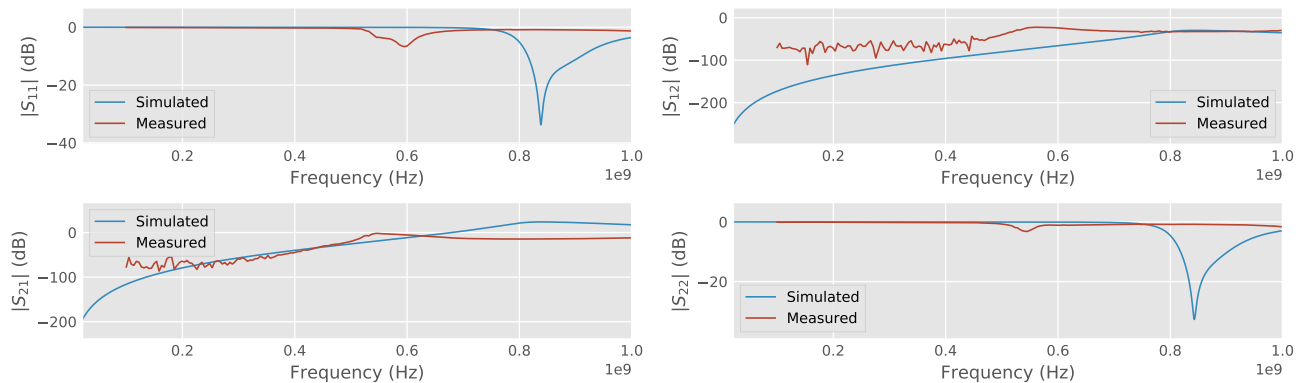 0
−20
−40
|S11| (dB)
Simulated
Measured
0.2 0.4 0.6 0.8 1.0
Frequency (Hz)
1e9
0
−100
−200
|S12| (dB)
Simulated
Measured
0.2 0.4 0.6 0.8 1.0
Frequency (Hz)
1e9
0
−100
−200
|S21| (dB)
Simulated
Measured
0.2 0.4 0.6 0.8 1.0
Frequency (Hz)
1e9
0
−20
|S22| (dB)
Simulated
Measured
0.2 0.4 0.6 0.8 1.0
Frequency (Hz)
1e9